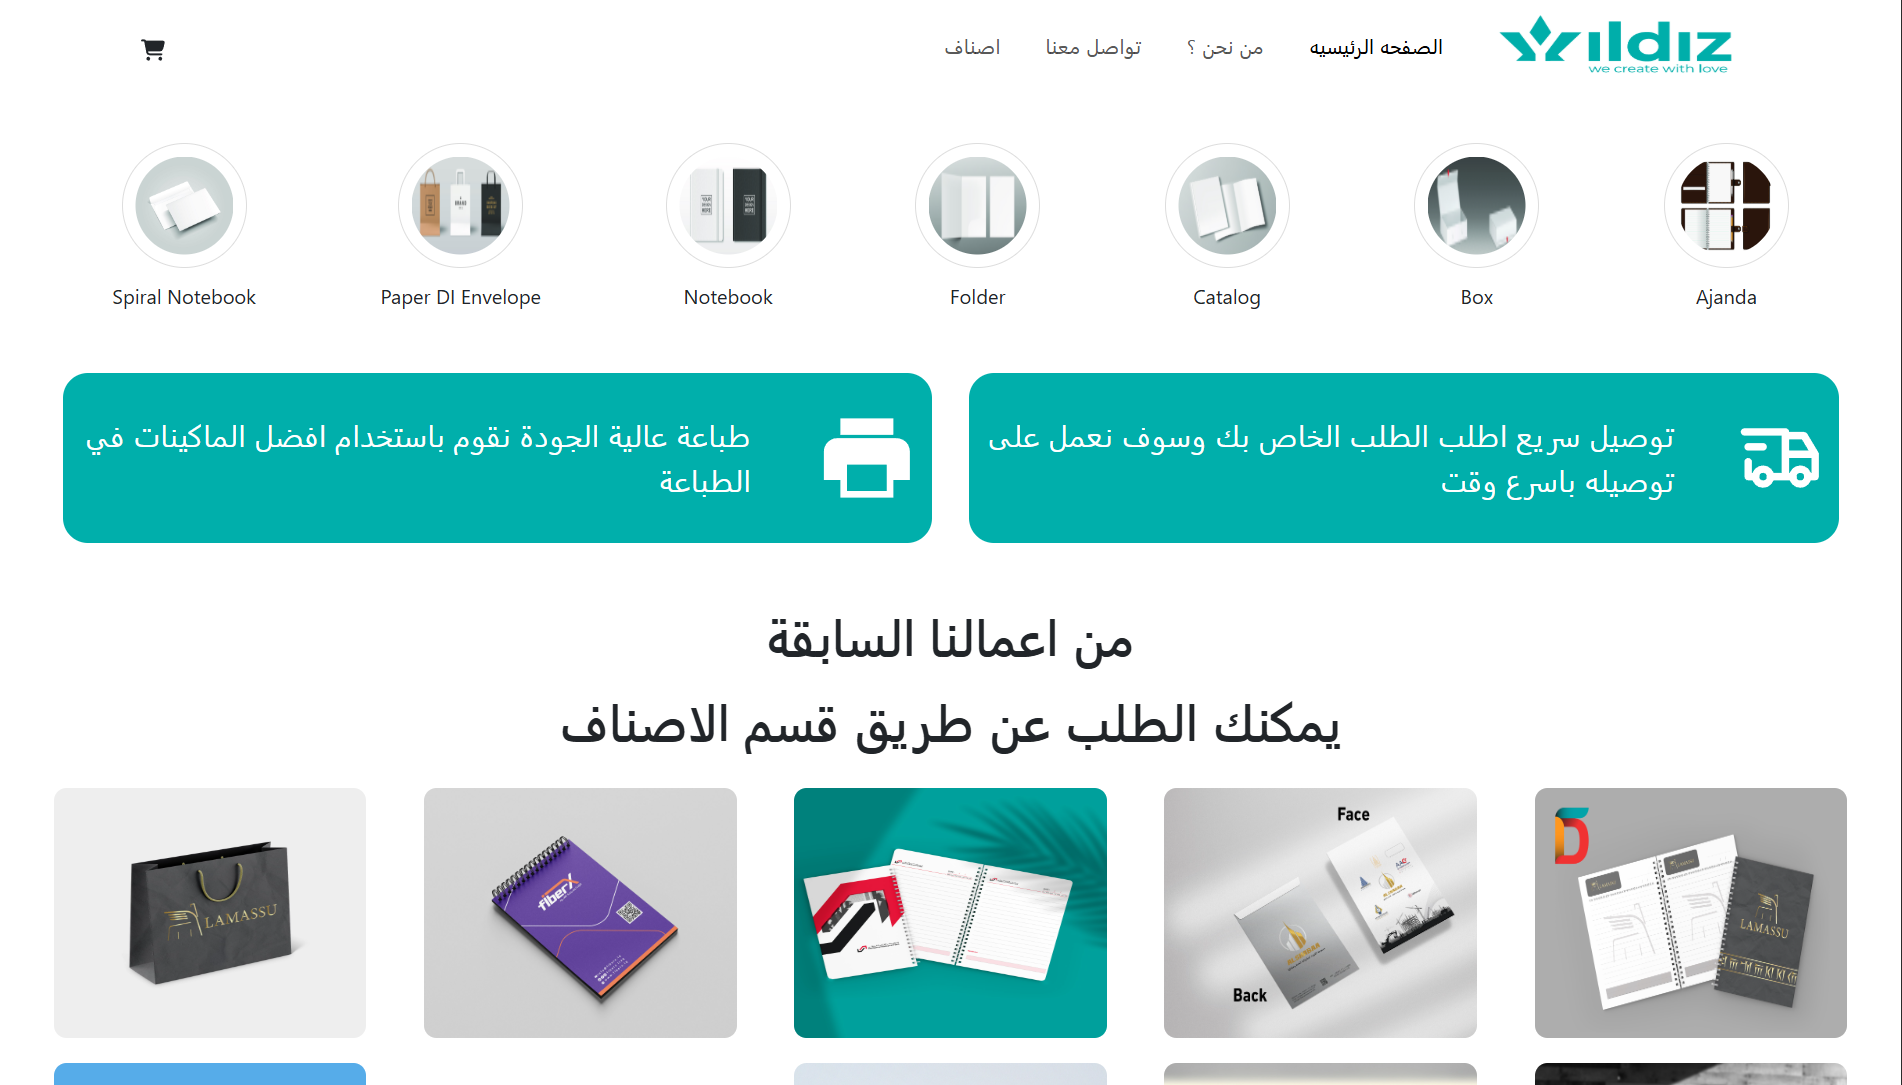 Yıldız
we create with love
الصفحه الرئيسيه
من نحن ؟
تواصل معنا
اصناف
Ajanda
Box
Catalog
Folder
Notebook
Paper DI Envelope
Spiral Notebook
توصيل سريع اطلب الطلب الخاص بك وسوف نعمل على
توصيله باسرع وقت
طباعة عالية الجودة نقوم باستخدام افضل الماكينات في
الطباعة
من اعمالنا السابقة
يمكنك الطلب عن طريق قسم الاصناف
LAMASSU
Face
Back
fiberx
LAMASSU